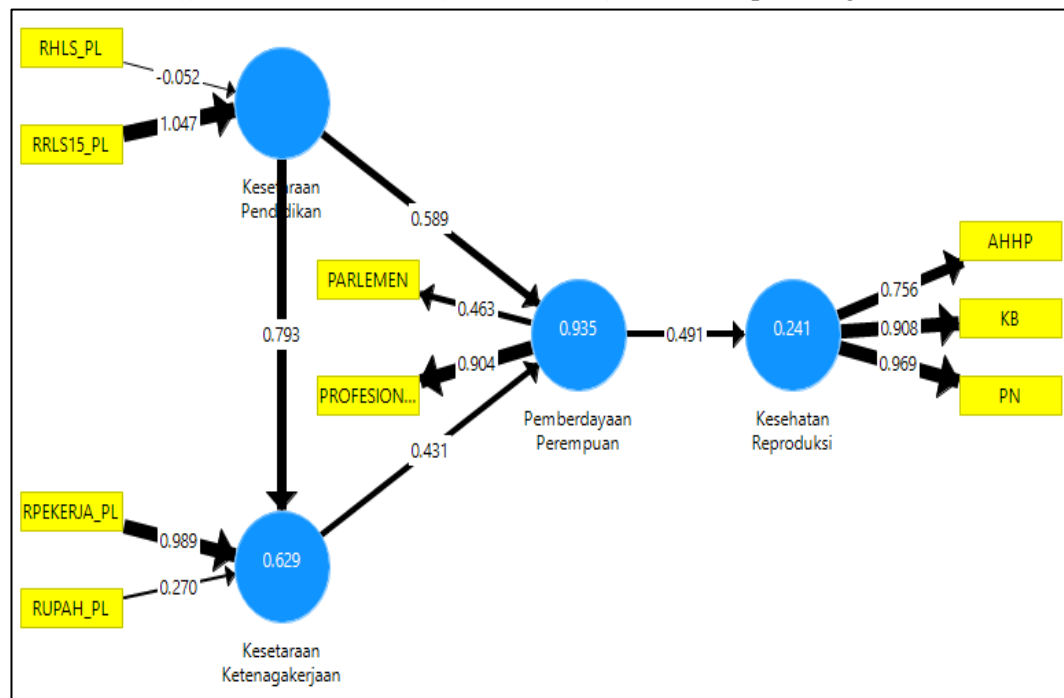 RHLS_PL
-0.052
RRLS15_PL
1.047
Kesetaraan
Pendidikan
0.589
PARLEMEN
0.463
0.793
PROFESION...
0.904
0.935
Pemberdayaan
Perempuan
0.491
0.241
Kesehatan
Reproduksi
AHHP
0.756
KB
0.908
0.969
PN
0.431
RPEKERJA_PL
0.989
0.629
RUPAH_PL
0.270
Kesetaraan
Ketenagakerjaan